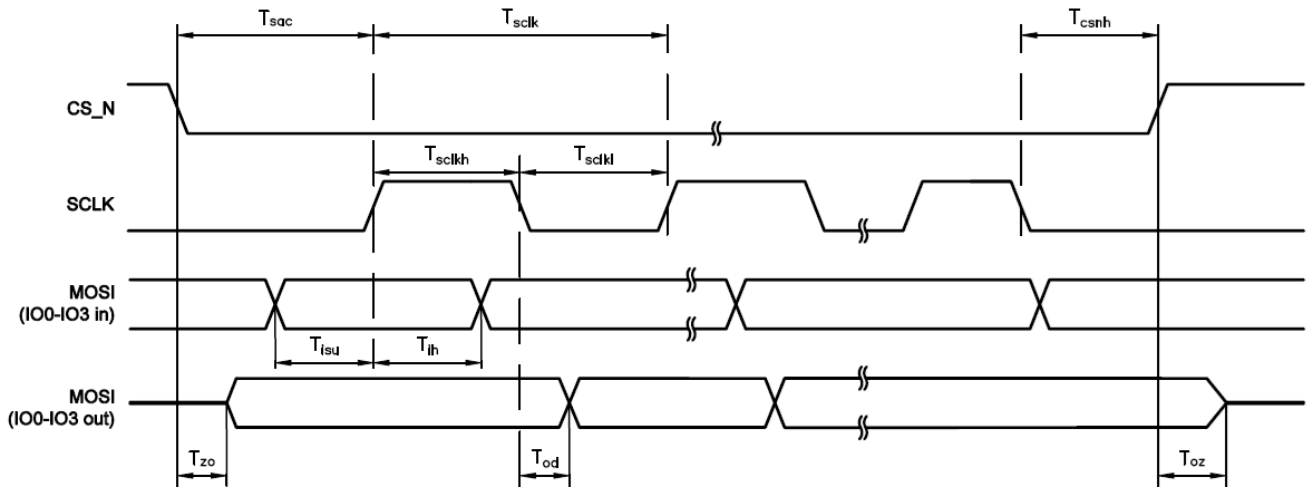 Tsac Tsclk Tcsnh
CS_N
Tsclkh Tsclkl
SCLK
MOSI
(IO0-IO3 in)
Tisu Tih
MOSI
(IO0-IO3 out)
Tzo Tod Toz